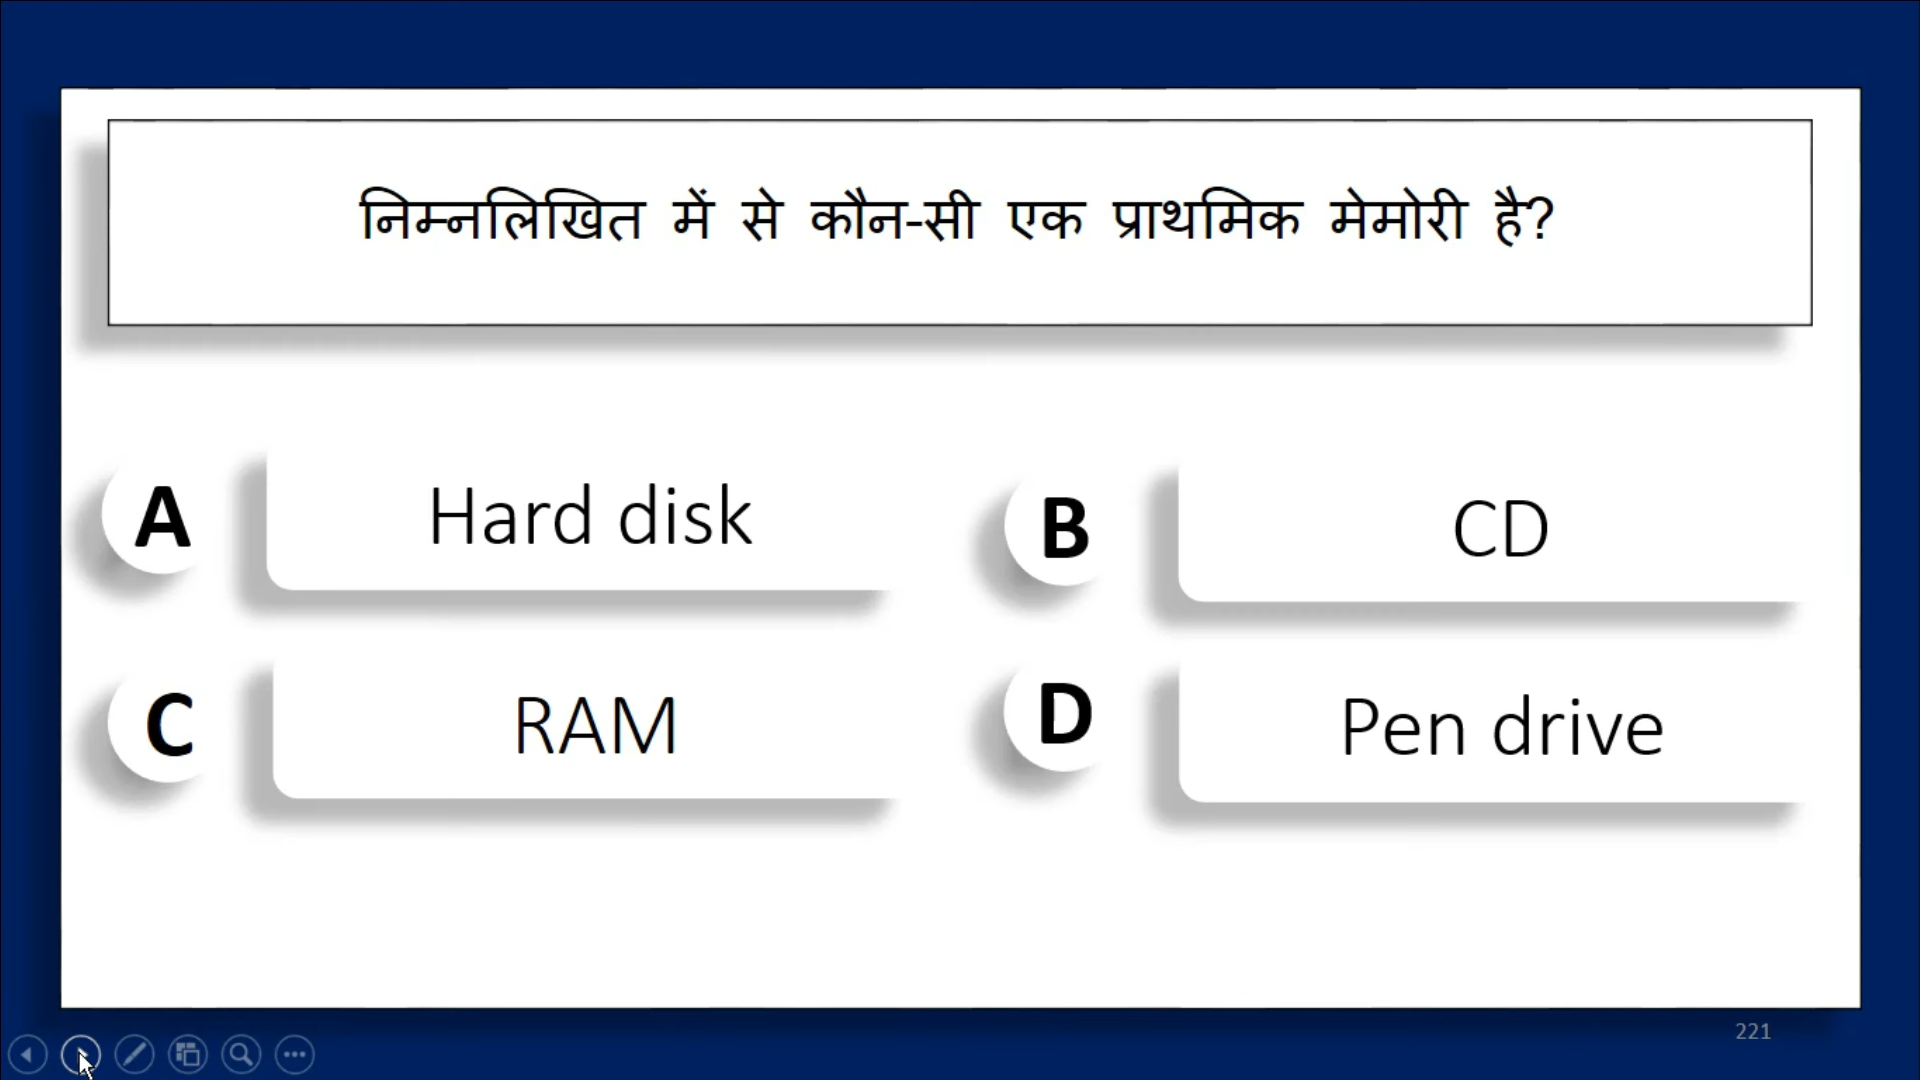 निम्नलिखित में से कौन-सी एक प्राथमिक मेमोरी है?
A Hard disk
B CD
C RAM
D Pen drive
221